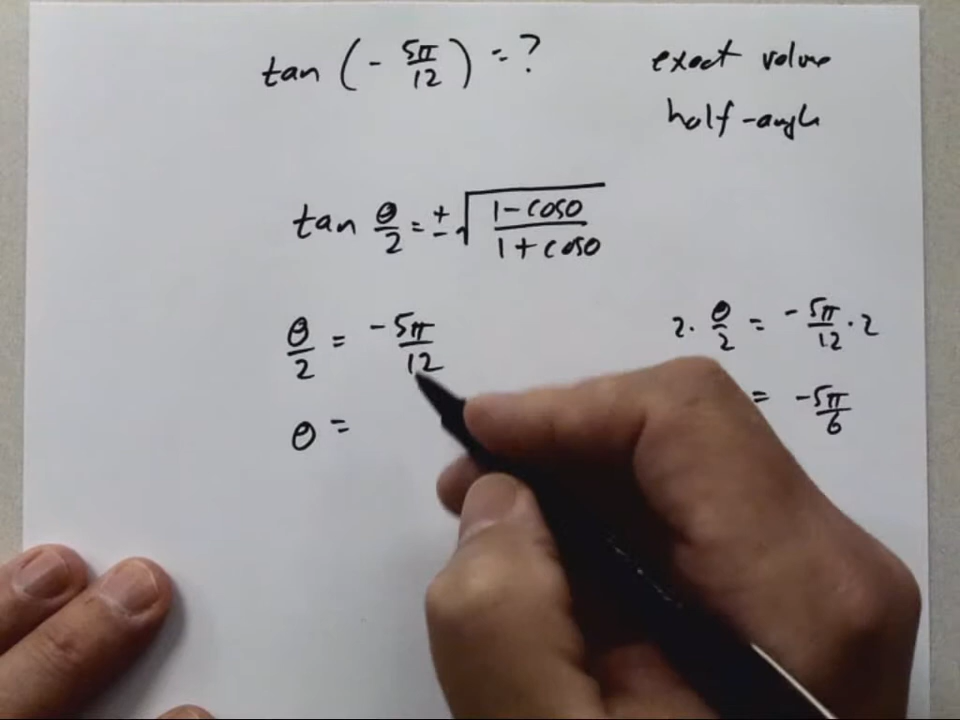 tan (- 5π/12) = ?
exact value
half-angle
tan θ/2 = ± √((1-cosθ)/(1+cosθ))
θ/2 = -5π/12
2· θ/2 = -5π/12 ·2
θ =
= -5π/6